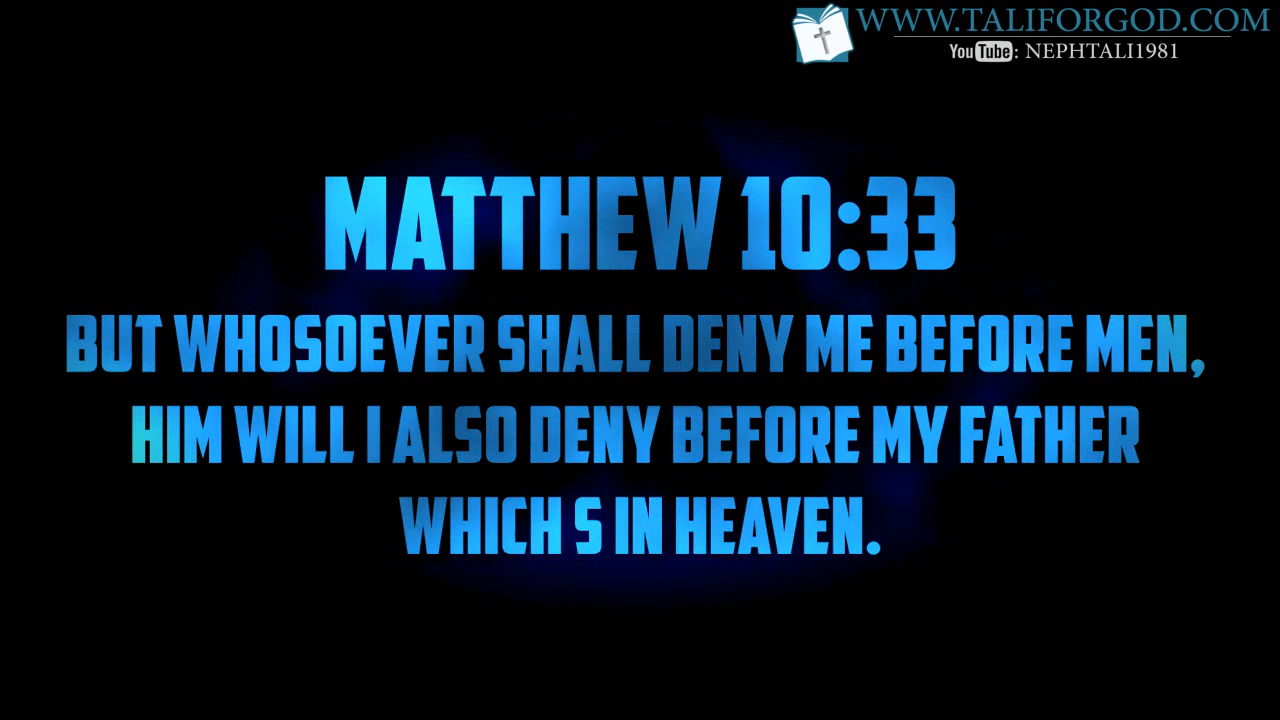 WWW.TALIFORGOD.COM
YouTube: NEPHTALI1981
MATTHEW 10:33
BUT WHOSOEVER SHALL DENY ME BEFORE MEN,
HIM WILL I ALSO DENY BEFORE MY FATHER
WHICH S IN HEAVEN.